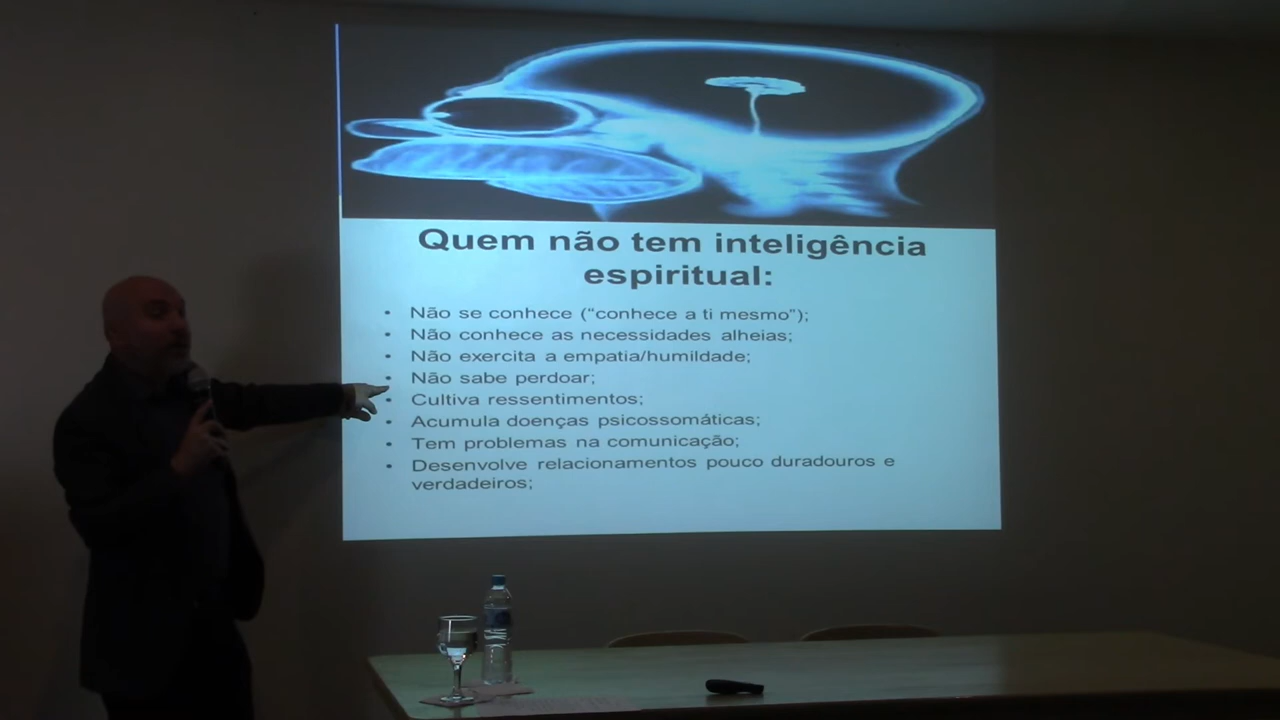 Quem não tem inteligência
espiritual:
• Não se conhece ("conhece a ti mesmo");
• Não conhece as necessidades alheias;
• Não exercita a empatia/humildade;
• Não sabe perdoar;
• Cultiva ressentimentos;
• Acumula doenças psicossomáticas;
• Tem problemas na comunicação;
• Desenvolve relacionamentos pouco duradouros e
verdadeiros;